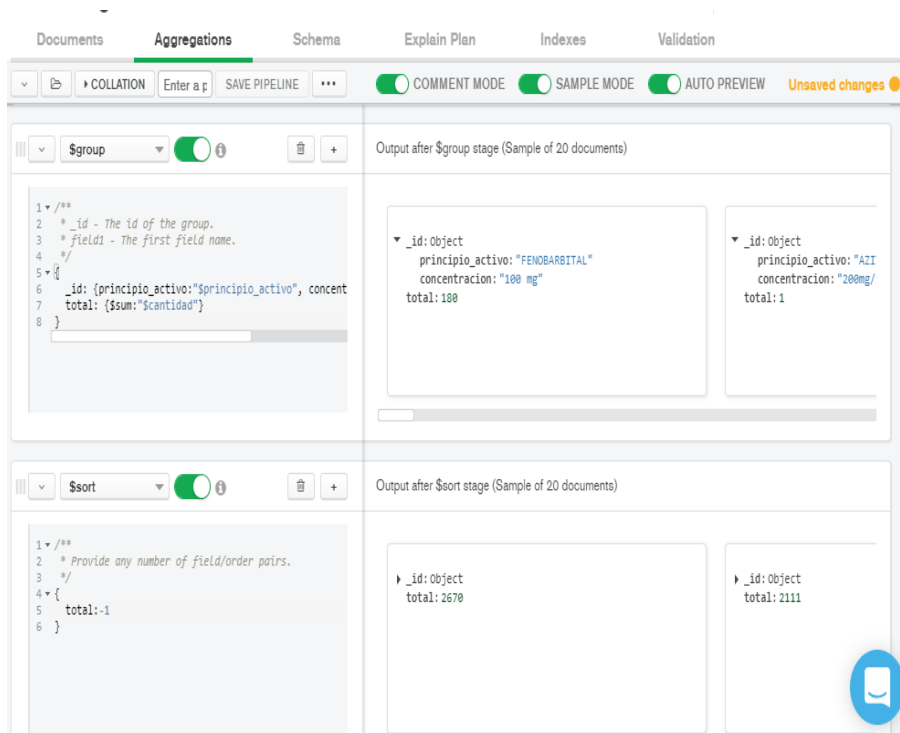 Documents Aggregations Schema Explain Plan Indexes Validation
COLLATION Enter a p SAVE PIPELINE ••• COMMENT MODE SAMPLE MODE AUTO PREVIEW Unsaved changes
$group
Output after $group stage (Sample of 20 documents)
1 /**
2 * _id - The id of the group.
3 * field1 - The first field name.
4 */
5 {
6 _id: {principio_activo:"$principio_activo", concent
7 total: {$sum:"$cantidad"}
8 }
_id: Object
principio_activo: "FENOBARBITAL"
concentracion: "100 mg"
total: 180
_id: Object
principio_activo: "AZI
concentracion: "200mg/
total: 1
$sort
Output after $sort stage (Sample of 20 documents)
1 /**
2 * Provide any number of field/order pairs.
3 */
4 {
5 total:-1
6 }
_id: Object
total: 2670
_id: Object
total: 2111